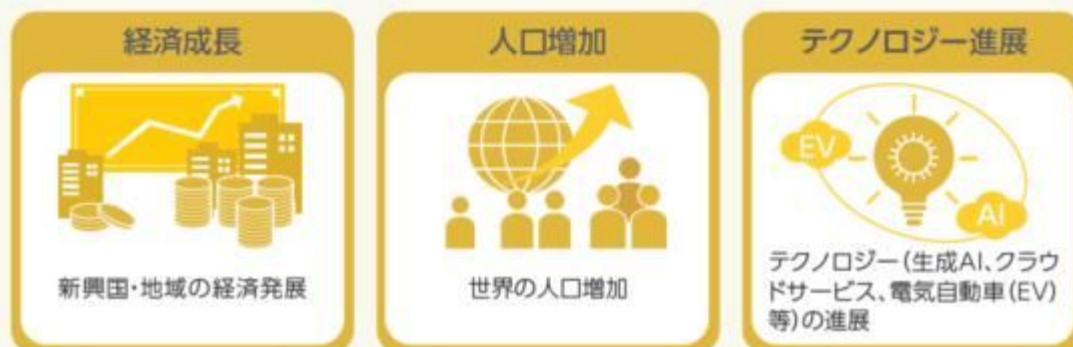 経済成長
新興国・地域の経済発展
人口増加
世界の人口増加
テクノロジー進展
EV
AI
テクノロジー(生成AI、クラウ
ドサービス、電気自動車(EV)
等)の進展